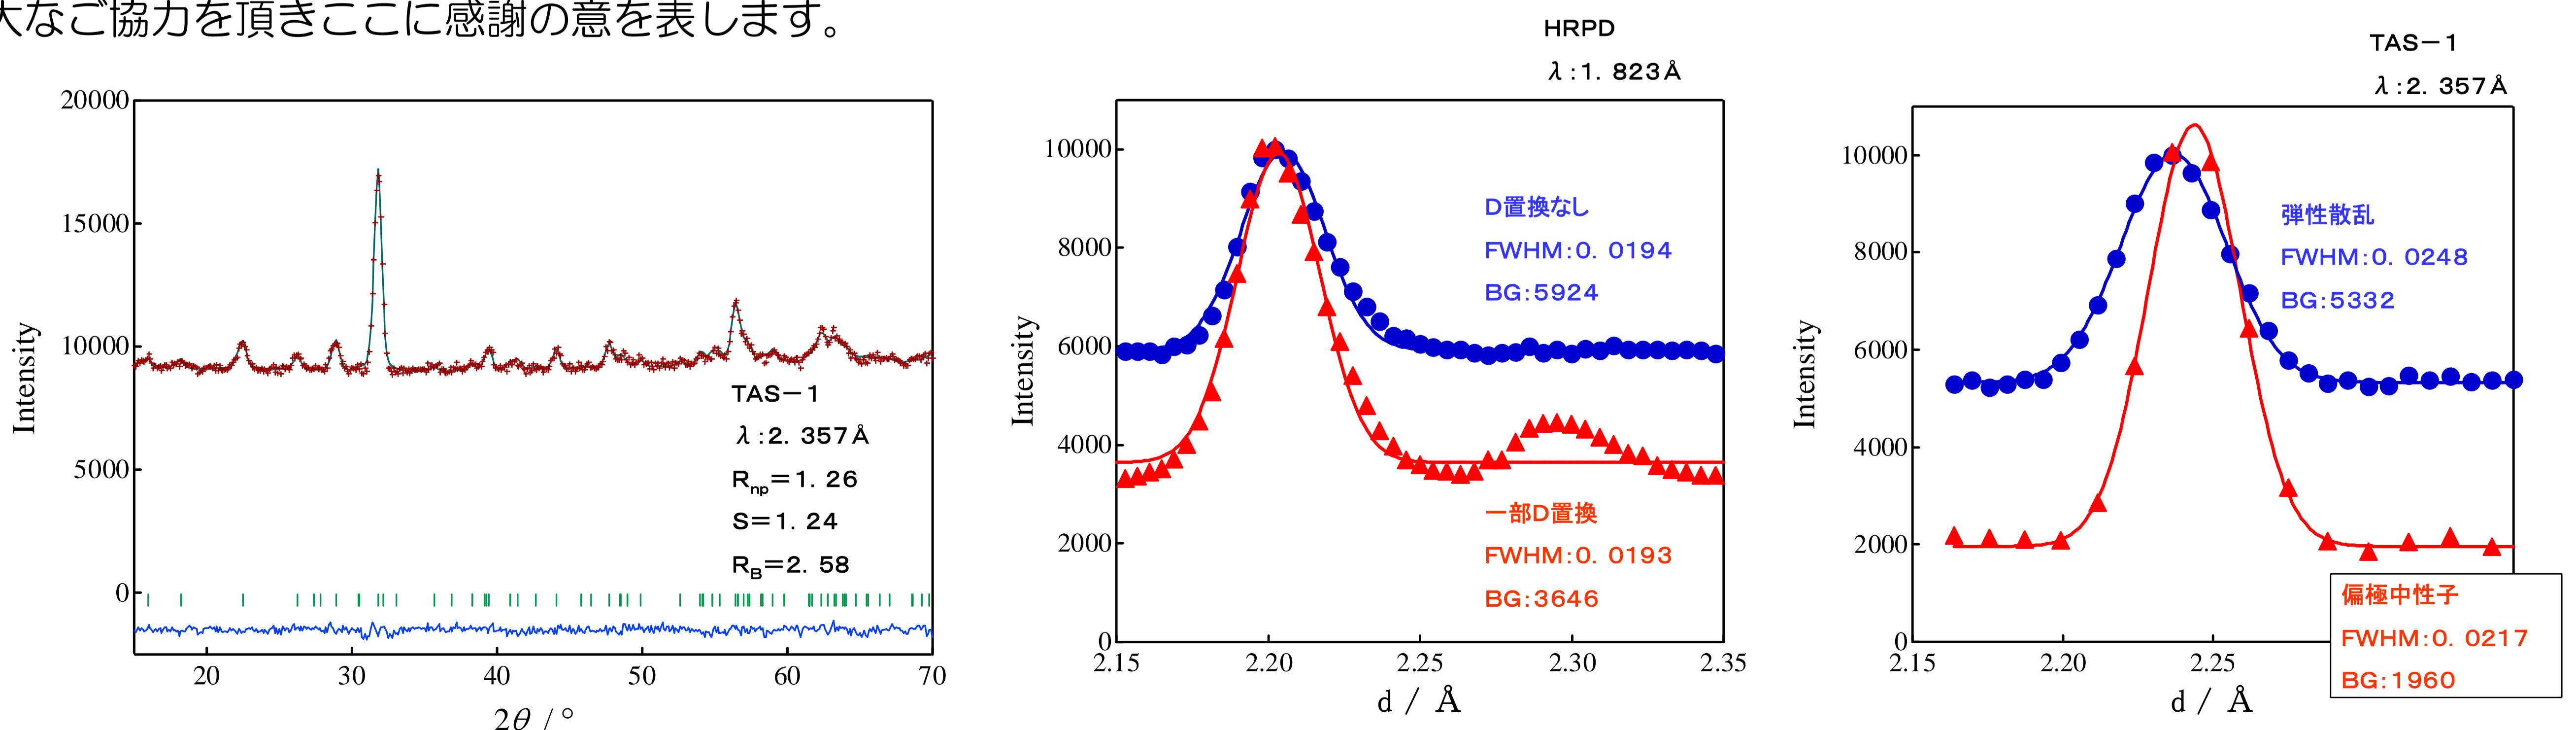 大なご協力を頂きここに感謝の意を表します。
20000
15000
10000
5000
0
Intensity
20
30
40
50
60
70
2θ / °
TAS－1
λ:2. 357Å
Rnp＝1. 26
S＝1. 24
RB＝2. 58
HRPD
λ:1. 823Å
10000
8000
6000
4000
2000
0
Intensity
2.15
2.20
2.25
2.30
2.35
d / Å
D置換なし
FWHM:0. 0194
BG:5924
一部D置換
FWHM:0. 0193
BG:3646
TAS－1
λ:2. 357Å
10000
8000
6000
4000
2000
0
Intensity
2.15
2.20
2.25
d / Å
弾性散乱
FWHM:0. 0248
BG:5332
偏極中性子
FWHM:0. 0217
BG:1960